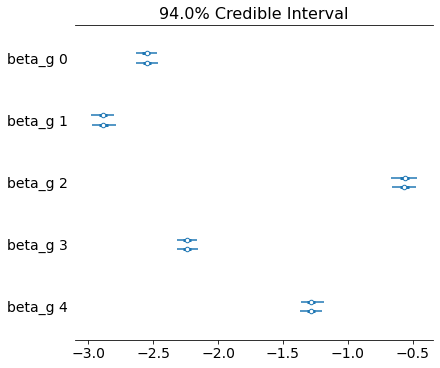 94.0% Credible Interval
beta_g 0
beta_g 1
beta_g 2
beta_g 3
beta_g 4
−3.0 −2.5 −2.0 −1.5 −1.0 −0.5